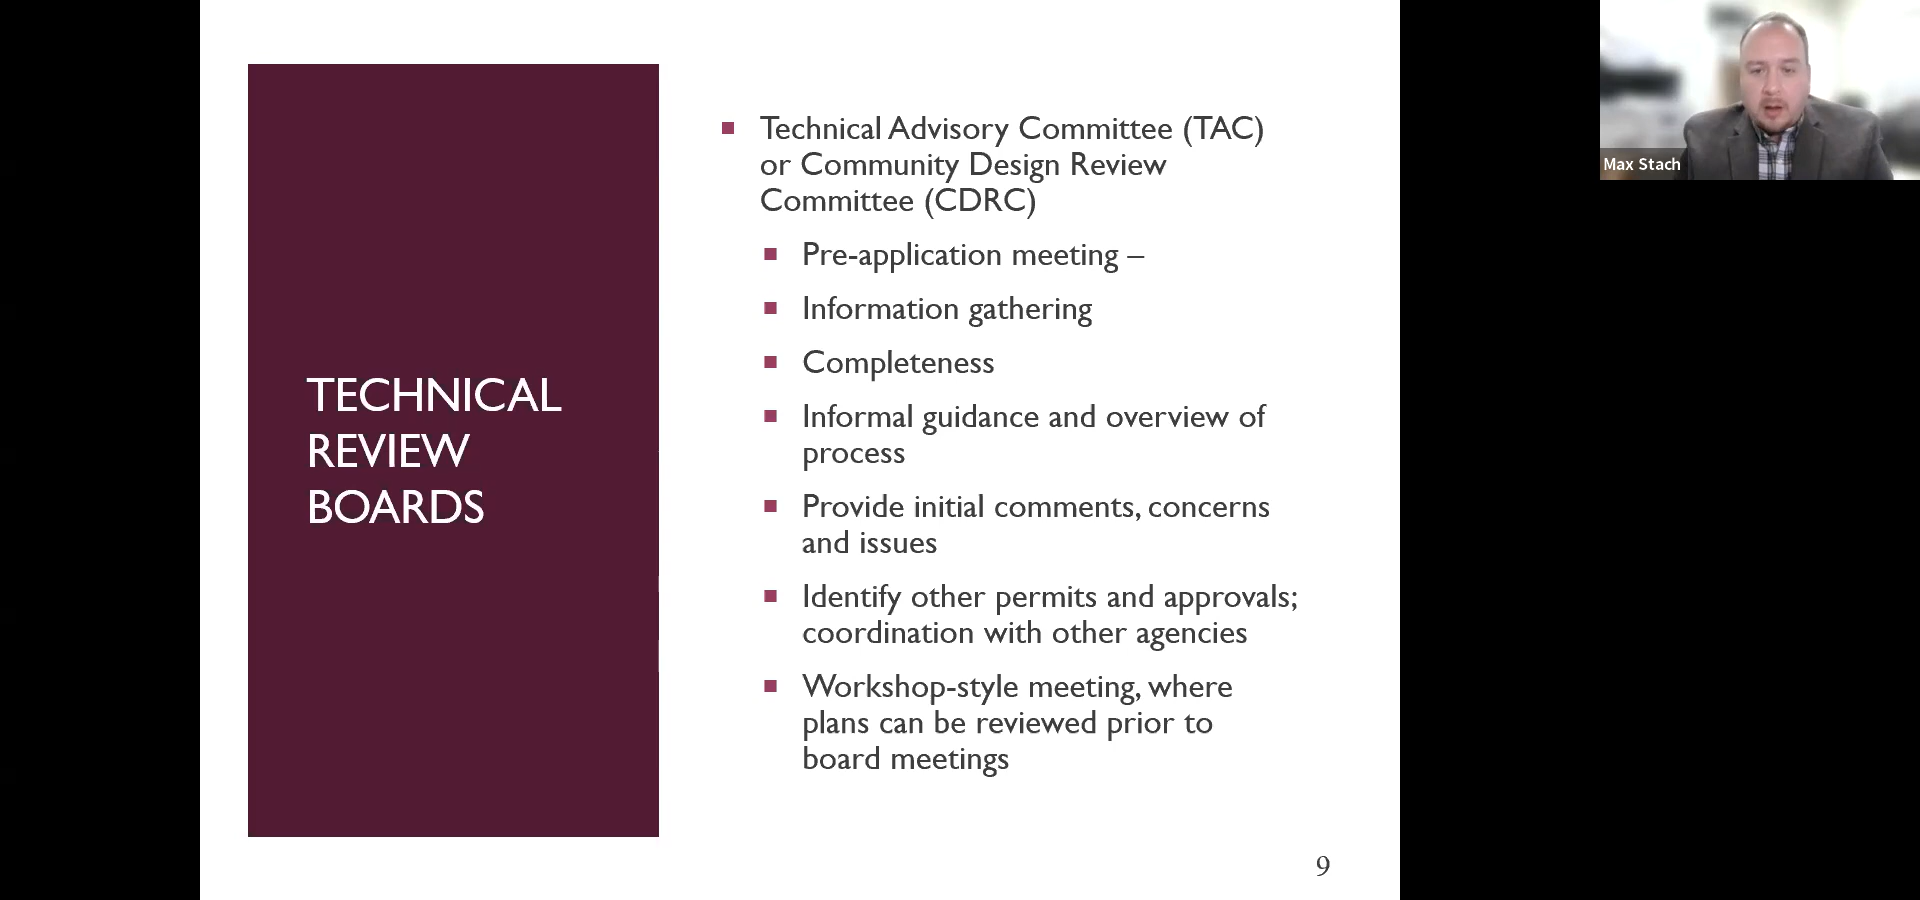 TECHNICAL
REVIEW
BOARDS
Technical Advisory Committee (TAC)
or Community Design Review
Committee (CDRC)
Pre-application meeting –
Information gathering
Completeness
Informal guidance and overview of
process
Provide initial comments, concerns
and issues
Identify other permits and approvals;
coordination with other agencies
Workshop-style meeting, where
plans can be reviewed prior to
board meetings
9
Max Stach